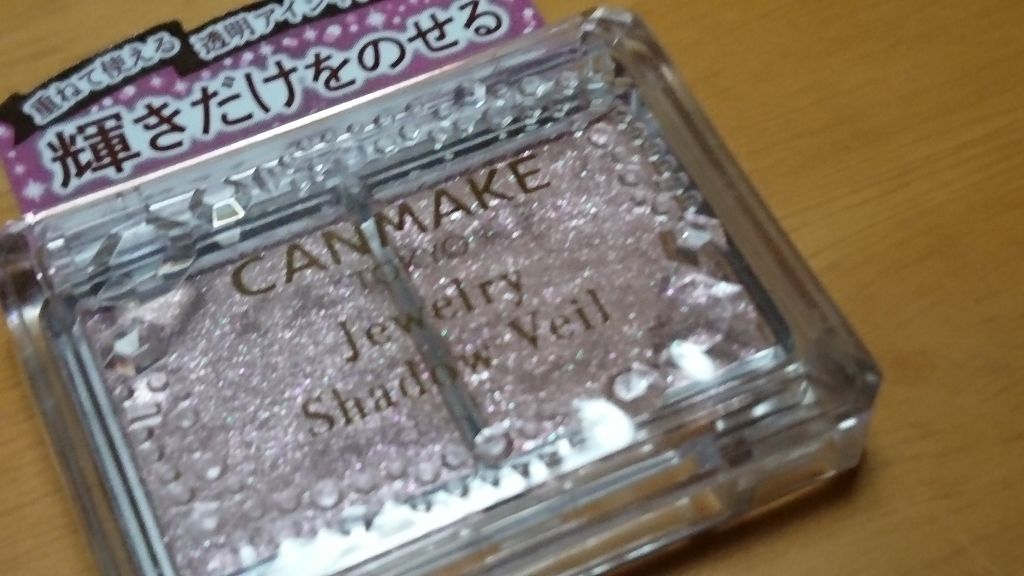 重ねて使える 透明アイシ
輝きだけをのせる
CANMAKE
TOKYO
Jewelry
Shadow Veil